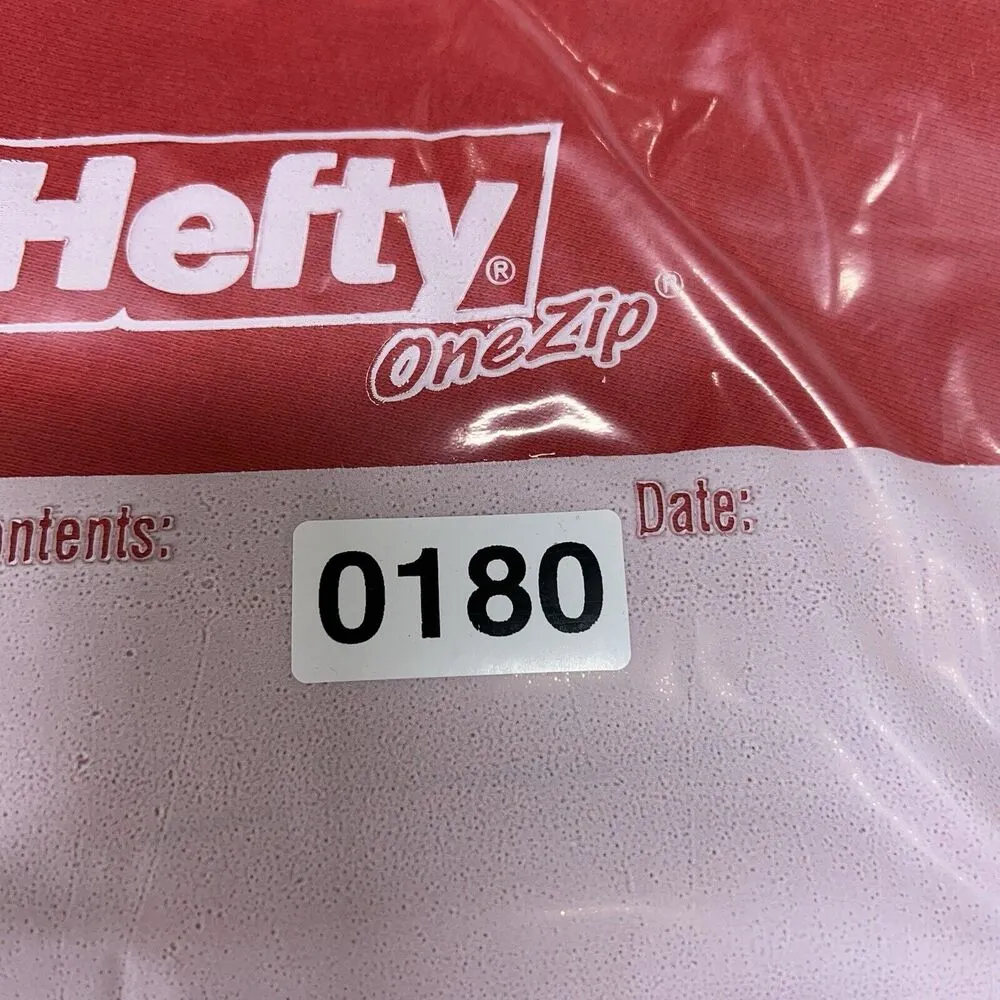 Hefty®
OneZip®
ontents:
Date:
0180